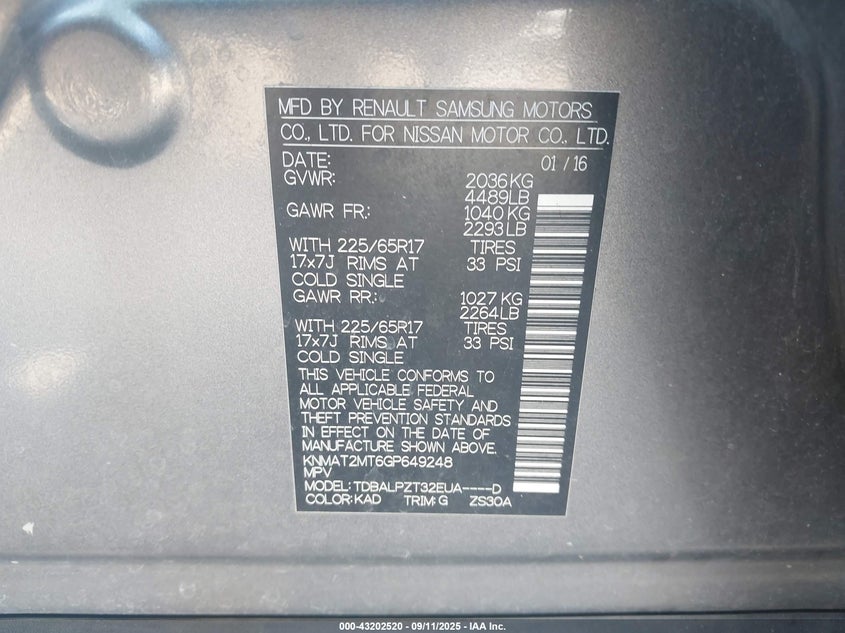 MFD BY RENAULT SAMSUNG MOTORS
CO., LTD. FOR NISSAN MOTOR CO., LTD.
DATE: 01 / 16
GVWR: 2036 KG
4489 LB
GAWR FR.: 1040 KG
2293 LB
WITH 225/65R17 TIRES
17x7J RIMS AT 33 PSI
COLD SINGLE
GAWR RR.: 1027 KG
2264 LB
WITH 225/65R17 TIRES
17x7J RIMS AT 33 PSI
COLD SINGLE
THIS VEHICLE CONFORMS TO
ALL APPLICABLE FEDERAL
MOTOR VEHICLE SAFETY AND
THEFT PREVENTION STANDARDS
IN EFFECT ON THE DATE OF
MANUFACTURE SHOWN ABOVE.
KNMAT2MT6GP649248
MPV
MODEL: TDBALPZT32EUA----D
COLOR: KAD TRIM: G ZS30A
000-43202520 - 09/11/2025 - IAA Inc.